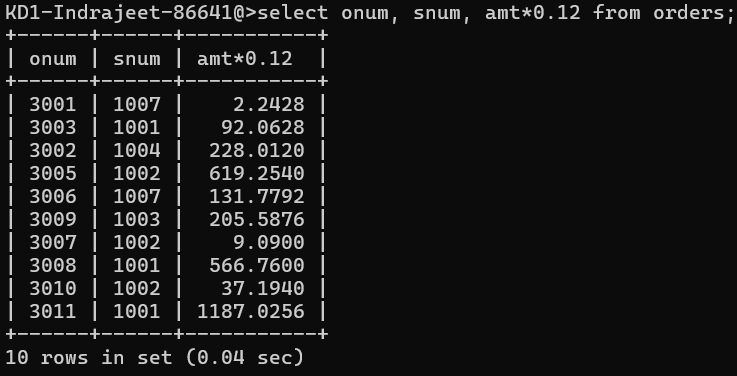 KD1-Indrajeet-86641@>select onum, snum, amt*0.12 from orders;
+------+------+-----------+
| onum | snum | amt*0.12  |
+------+------+-----------+
| 3001 | 1007 |    2.2428 |
| 3003 | 1001 |   92.0628 |
| 3002 | 1004 |  228.0120 |
| 3005 | 1002 |  619.2540 |
| 3006 | 1007 |  131.7792 |
| 3009 | 1003 |  205.5876 |
| 3007 | 1002 |    9.0900 |
| 3008 | 1001 |  566.7600 |
| 3010 | 1002 |   37.1940 |
| 3011 | 1001 | 1187.0256 |
+------+------+-----------+
10 rows in set (0.04 sec)